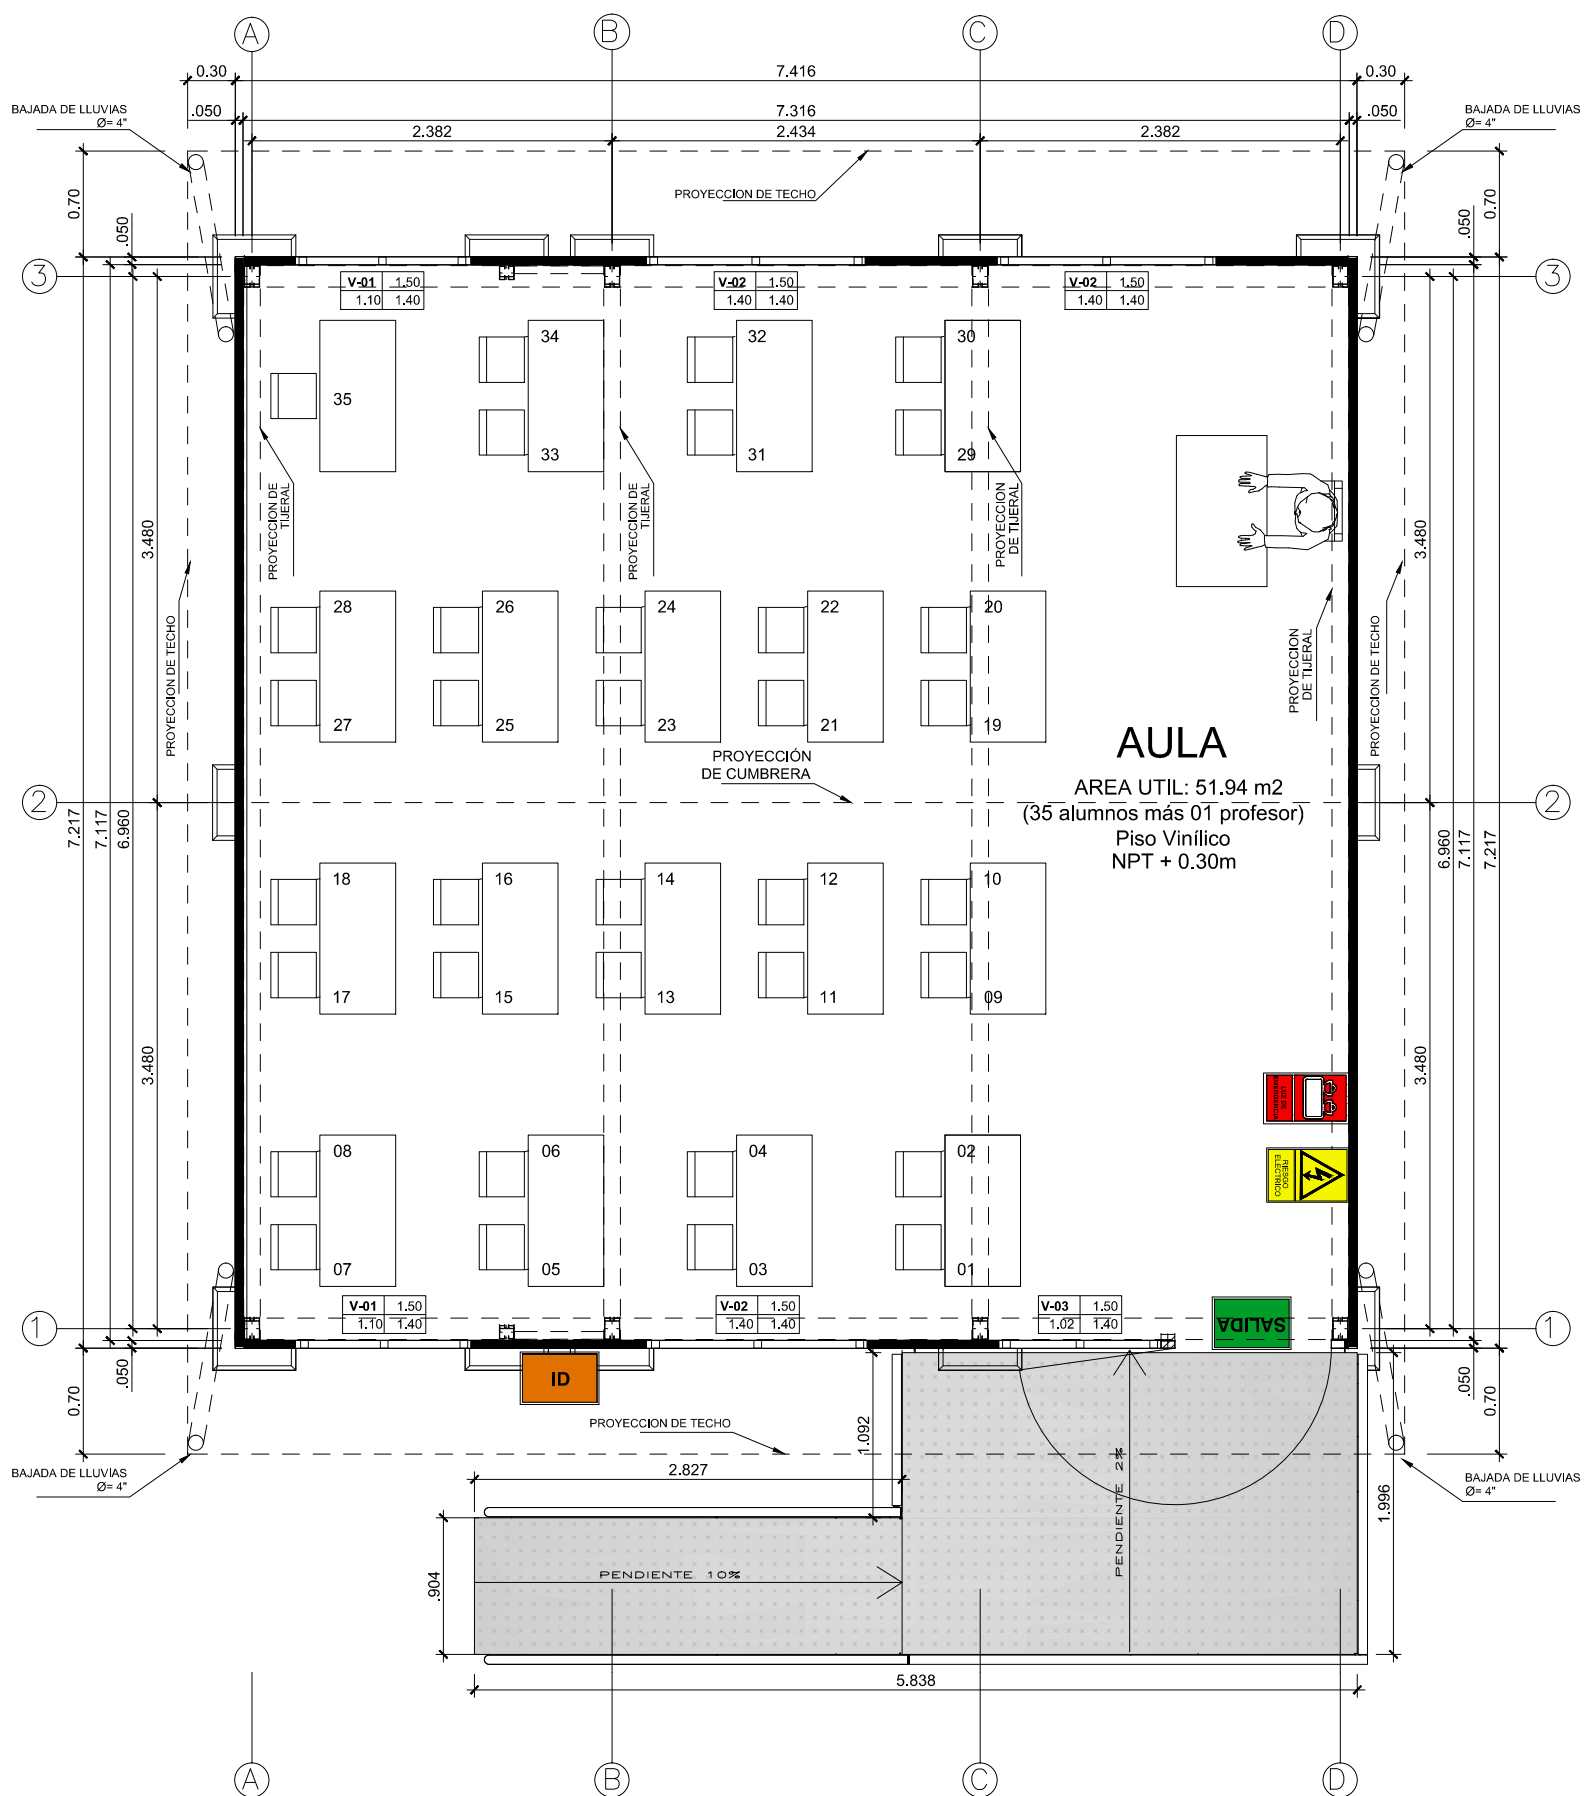 A
B
C
D
0.30
7.416
0.30
BAJADA DE LLUVIAS
Ø= 4"
.050
7.316
.050
BAJADA DE LLUVIAS
Ø= 4"
2.382
2.434
2.382
PROYECCION DE TECHO
0.70
.050
.050
0.70
3
3
V-01 1.50
1.10 1.40
V-02 1.50
1.40 1.40
V-02 1.50
1.40 1.40
34
32
30
35
33
31
29
PROYECCION DE
TIJERAL
PROYECCION DE
TIJERAL
PROYECCION
DE TIJERAL
3.480
3.480
PROYECCION DE TECHO
28
26
24
22
20
PROYECCION
DE TIJERAL
PROYECCION DE TECHO
27
25
23
21
19
AULA
PROYECCIÓN
DE CUMBRERA
AREA UTIL: 51.94 m2
(35 alumnos más 01 profesor)
Piso Vinílico
NPT + 0.30m
2
2
7.217
7.117
6.960
6.960
7.117
7.217
18
16
14
12
10
17
15
13
11
09
3.480
3.480
LUZ DE
EMERGENCIA
RIESGO
ELECTRICO
08
06
04
02
07
05
03
01
V-01 1.50
1.10 1.40
V-02 1.50
1.40 1.40
V-03 1.50
1.02 1.40
SALIDA
1
1
.050
0.70
.050
0.70
ID
PROYECCION DE TECHO
1.092
BAJADA DE LLUVIAS
Ø= 4"
2.827
PENDIENTE 2%
BAJADA DE LLUVIAS
Ø= 4"
1.996
.904
PENDIENTE 10%
5.838
A
B
C
D